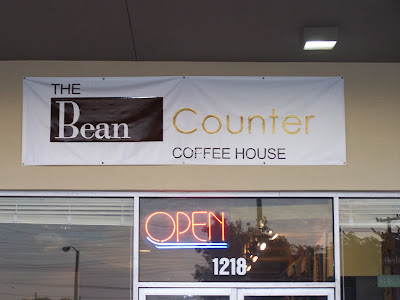 THE
Bean Counter
COFFEE HOUSE
OPEN
1218